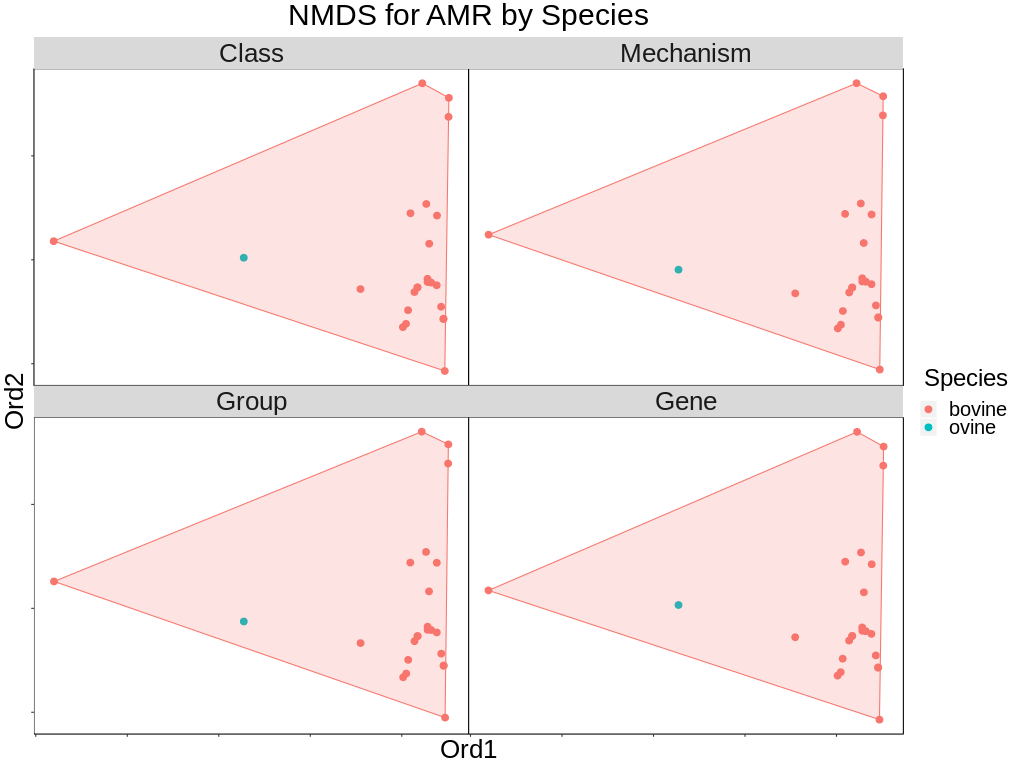 NMDS for AMR by Species
Class
Mechanism
Group
Gene
Ord2
Ord1
Species
bovine
ovine